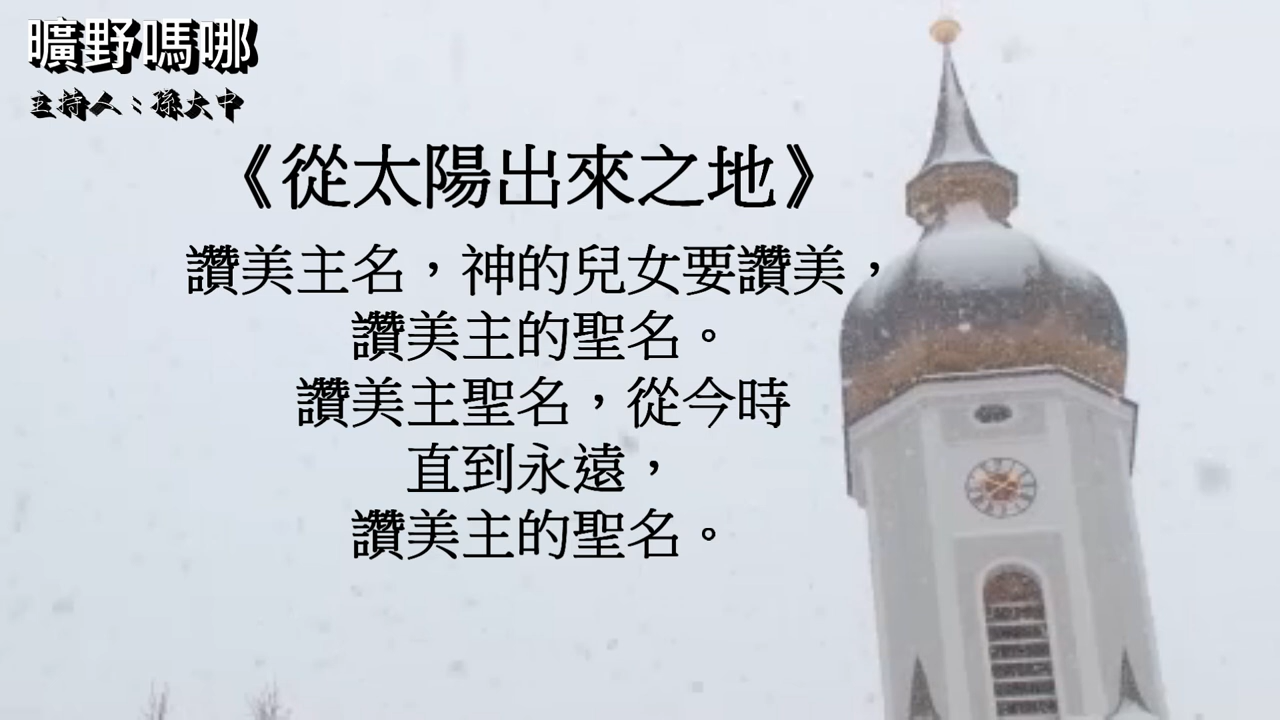 曠野嗎哪
主持人：孫大中
《從太陽出來之地》
讚美主名，神的兒女要讚美，
讚美主的聖名。
讚美主聖名，從今時
直到永遠，
讚美主的聖名。